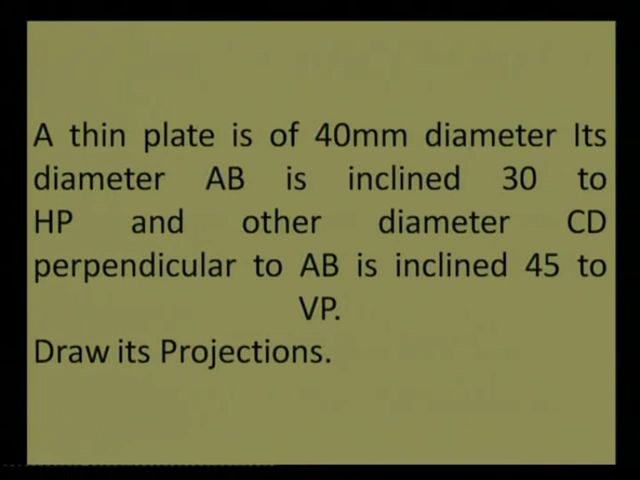 A thin plate is of 40mm diameter Its
diameter AB is inclined 30 to
HP and other diameter CD
perpendicular to AB is inclined 45 to
VP.
Draw its Projections.